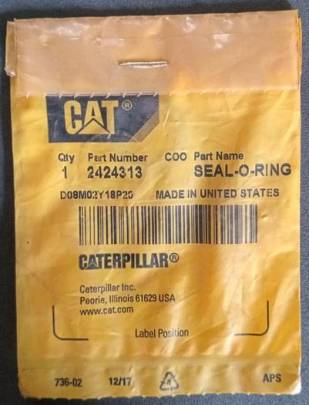 CAT®
Qty Part Number COO Part Name
1 2424313 SEAL-O-RING
D08M02Y18P20 MADE IN UNITED STATES
CATERPILLAR®
Caterpillar Inc.
Peoria, Illinois 61629 USA
www.cat.com
Label Position
736-02 12/17 APS